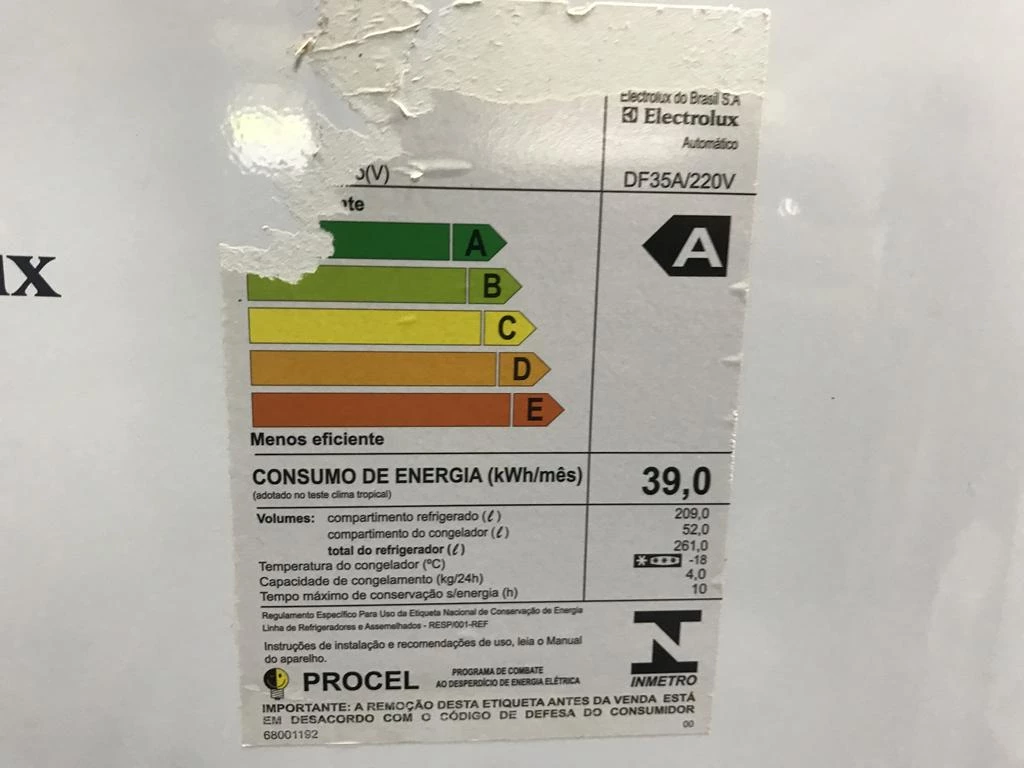 Electrolux do Brasil S.A
Electrolux
Automático
(V) DF35A/220V
A A
B
C
D
E
Menos eficiente
CONSUMO DE ENERGIA (kWh/mês) 39,0
(adotado no teste clima tropical)
Volumes: compartimento refrigerado (ℓ) 209,0
compartimento do congelador (ℓ) 52,0
total do refrigerador (ℓ) 261,0
Temperatura do congelador (ºC) -18
Capacidade de congelamento (kg/24h) 4,0
Tempo máximo de conservação s/energia (h) 10
Regulamento Específico Para Uso da Etiqueta Nacional de Conservação de Energia
Linha de Refrigeradores e Assemelhados - RESP/001-REF
Instruções de instalação e recomendações de uso, leia o Manual
do aparelho.
PROCEL
PROGRAMA DE COMBATE
AO DESPERDÍCIO DE ENERGIA ELÉTRICA
INMETRO
IMPORTANTE: A REMOÇÃO DESTA ETIQUETA ANTES DA VENDA ESTÁ
EM DESACORDO COM O CÓDIGO DE DEFESA DO CONSUMIDOR
68001192 00